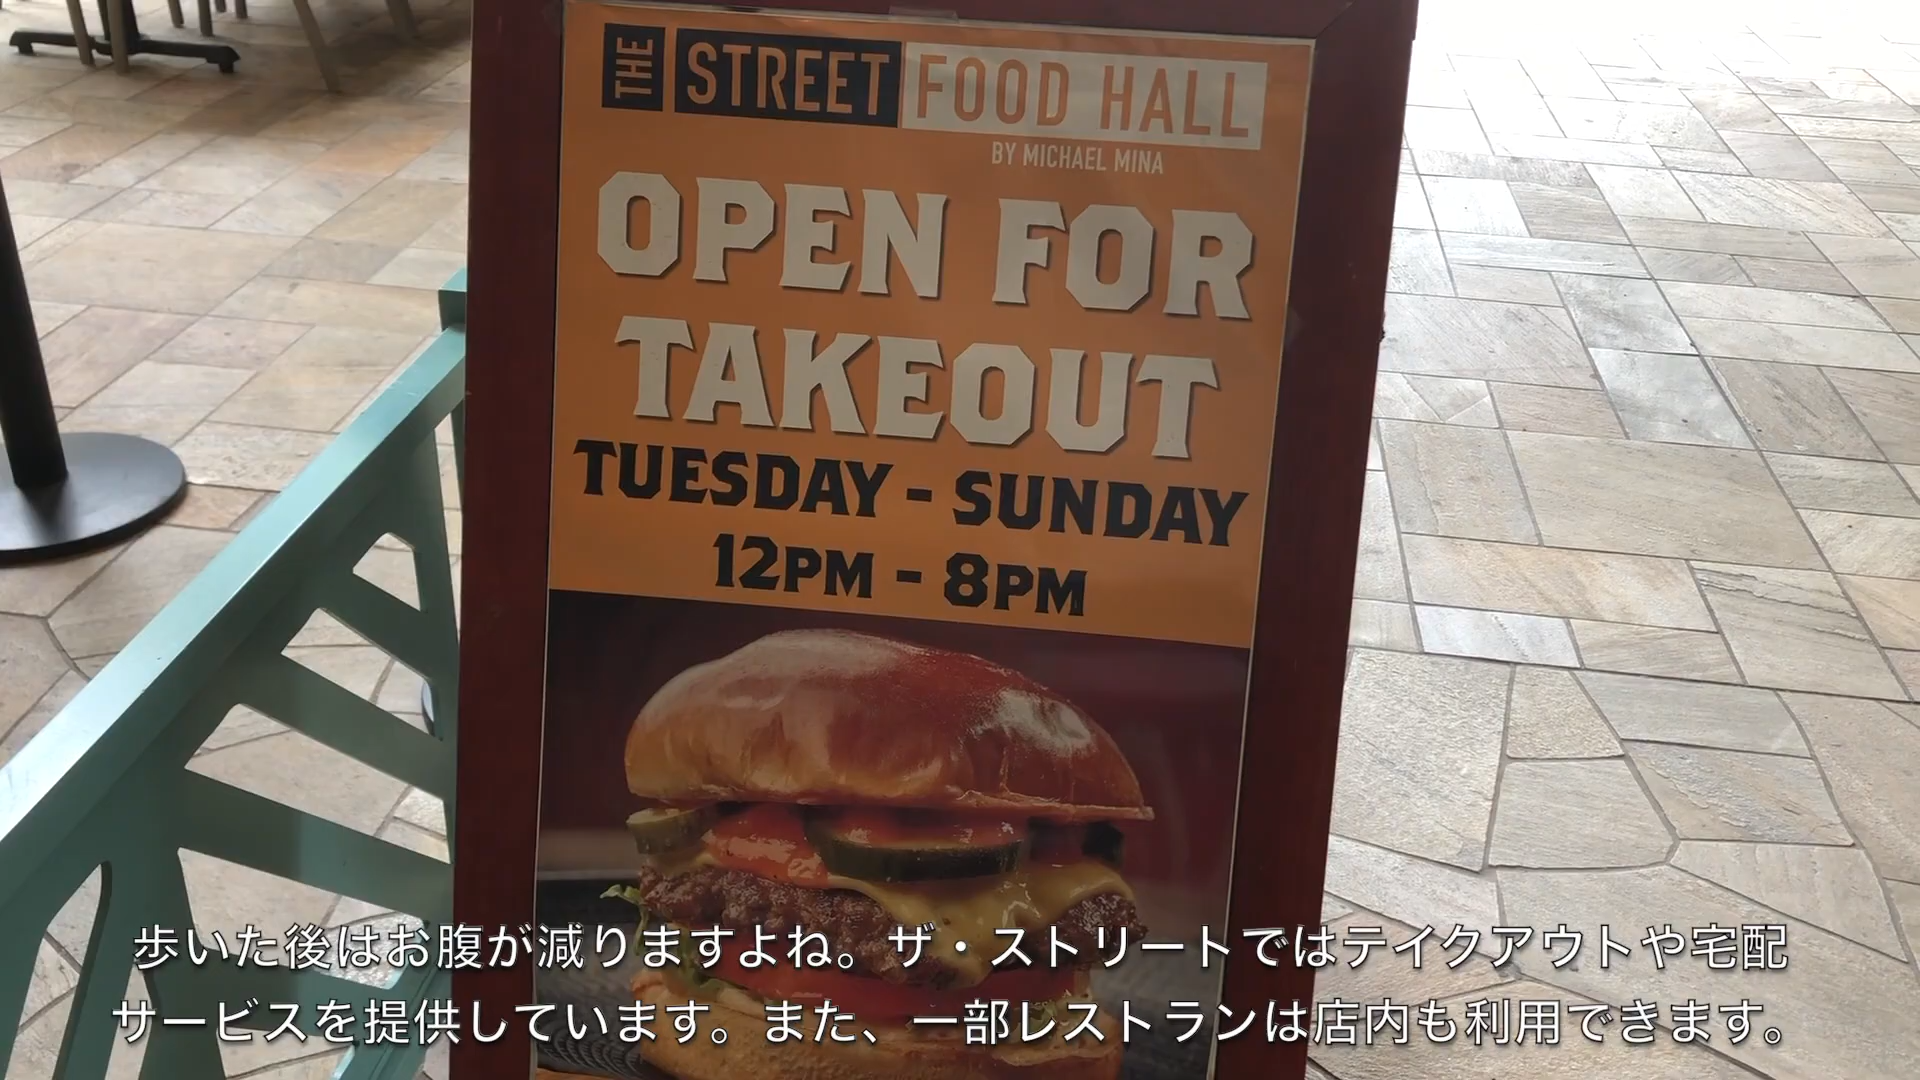 THE STREET FOOD HALL
BY MICHAEL MINA
OPEN FOR
TAKEOUT
TUESDAY - SUNDAY
12PM - 8PM
歩いた後はお腹が減りますよね。ザ・ストリートではテイクアウトや宅配
サービスを提供しています。また、一部レストランは店内も利用できます。